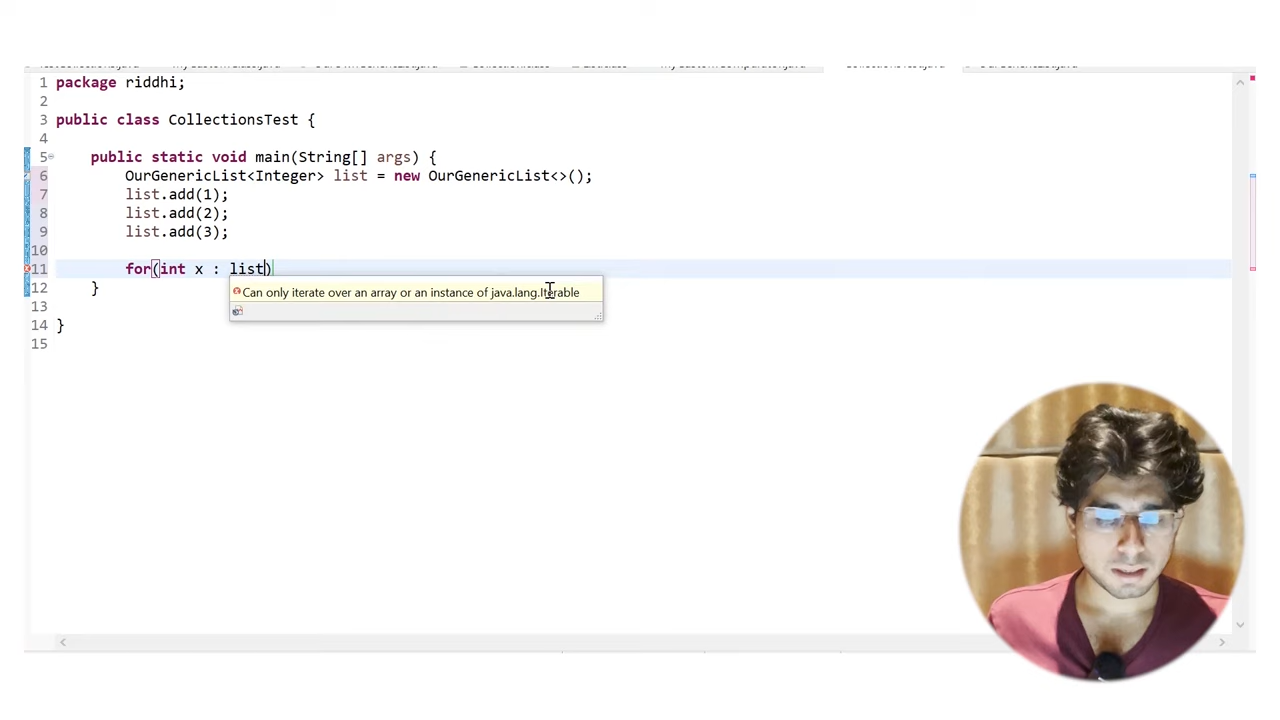 package riddhi;
public class CollectionsTest {
public static void main(String[] args) {
OurGenericList<Integer> list = new OurGenericList<>();
list.add(1);
list.add(2);
list.add(3);
for(int x : list)
Can only iterate over an array or an instance of java.lang.Iterable
}
}
1
2
3
4
5
6
7
8
9
10
11
12
13
14
15